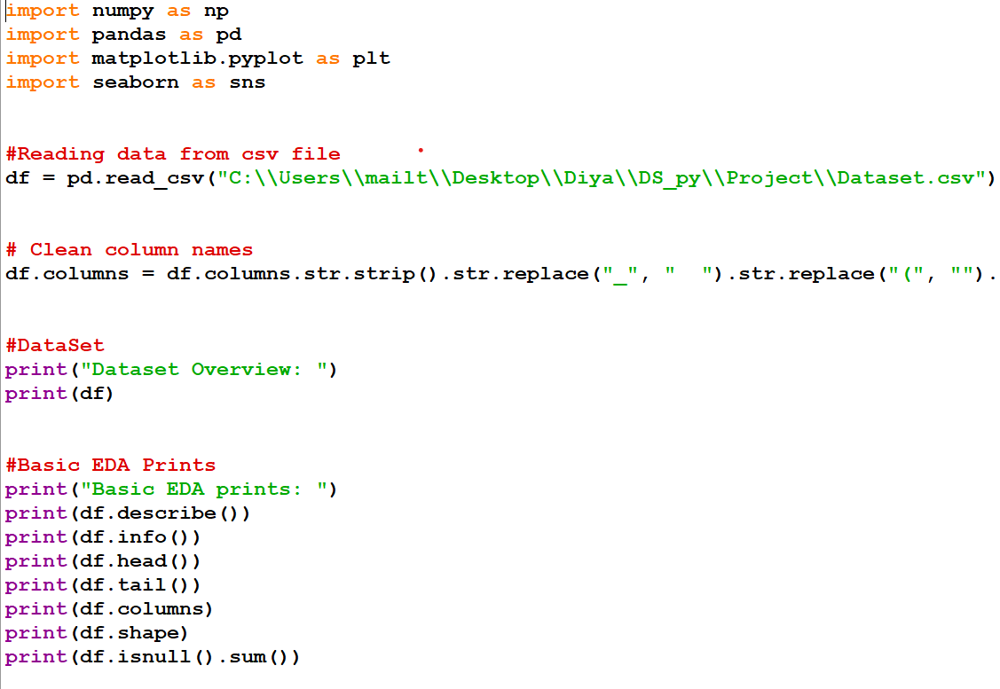 import numpy as np
import pandas as pd
import matplotlib.pyplot as plt
import seaborn as sns
#Reading data from csv file
df = pd.read_csv("C:\\Users\\mailt\\Desktop\\Diya\\DS_py\\Project\\Dataset.csv")
# Clean column names
df.columns = df.columns.str.strip().str.replace("_", "  ").str.replace("(", "").
#DataSet
print("Dataset Overview: ")
print(df)
#Basic EDA Prints
print("Basic EDA prints: ")
print(df.describe())
print(df.info())
print(df.head())
print(df.tail())
print(df.columns)
print(df.shape)
print(df.isnull().sum())